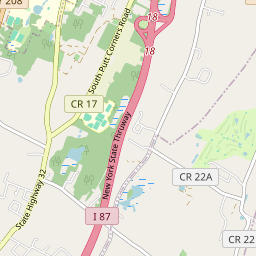 208
18
18
South Putt Corners Road
CR 17
New York State Thruway
State Highway 32
CR 22A
I 87
CR 22